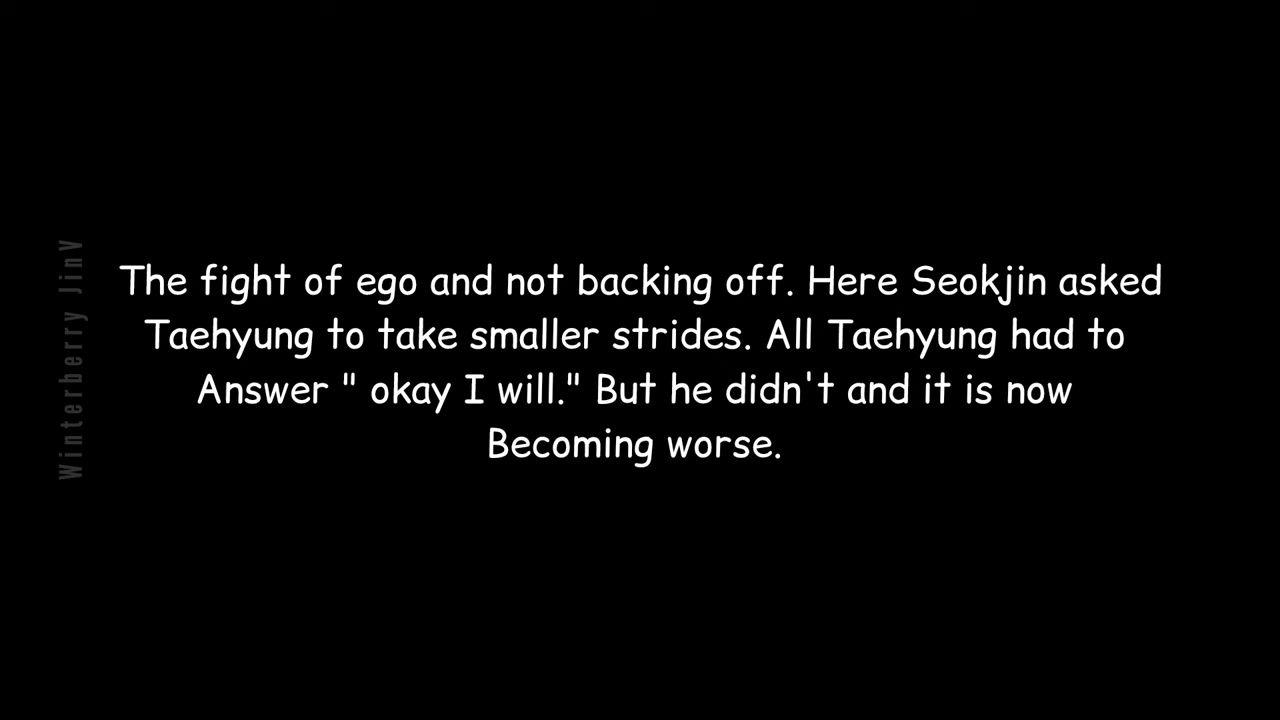 The fight of ego and not backing off. Here Seokjin asked
Taehyung to take smaller strides. All Taehyung had to
Answer " okay I will." But he didn't and it is now
Becoming worse.
Winterberry JinV